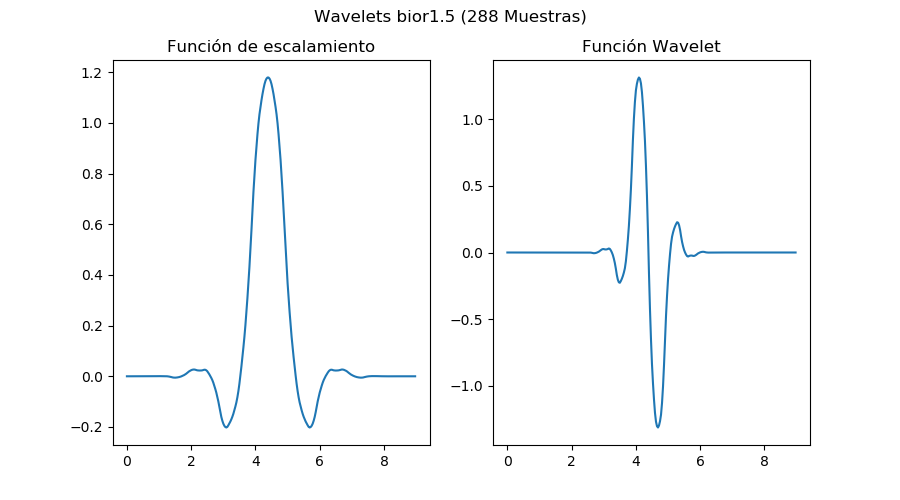 Wavelets bior1.5 (288 Muestras)
Función de escalamiento
1.2
1.0
0.8
0.6
0.4
0.2
0.0
−0.2
0 2 4 6 8
Función Wavelet
1.0
0.5
0.0
−0.5
−1.0
0 2 4 6 8